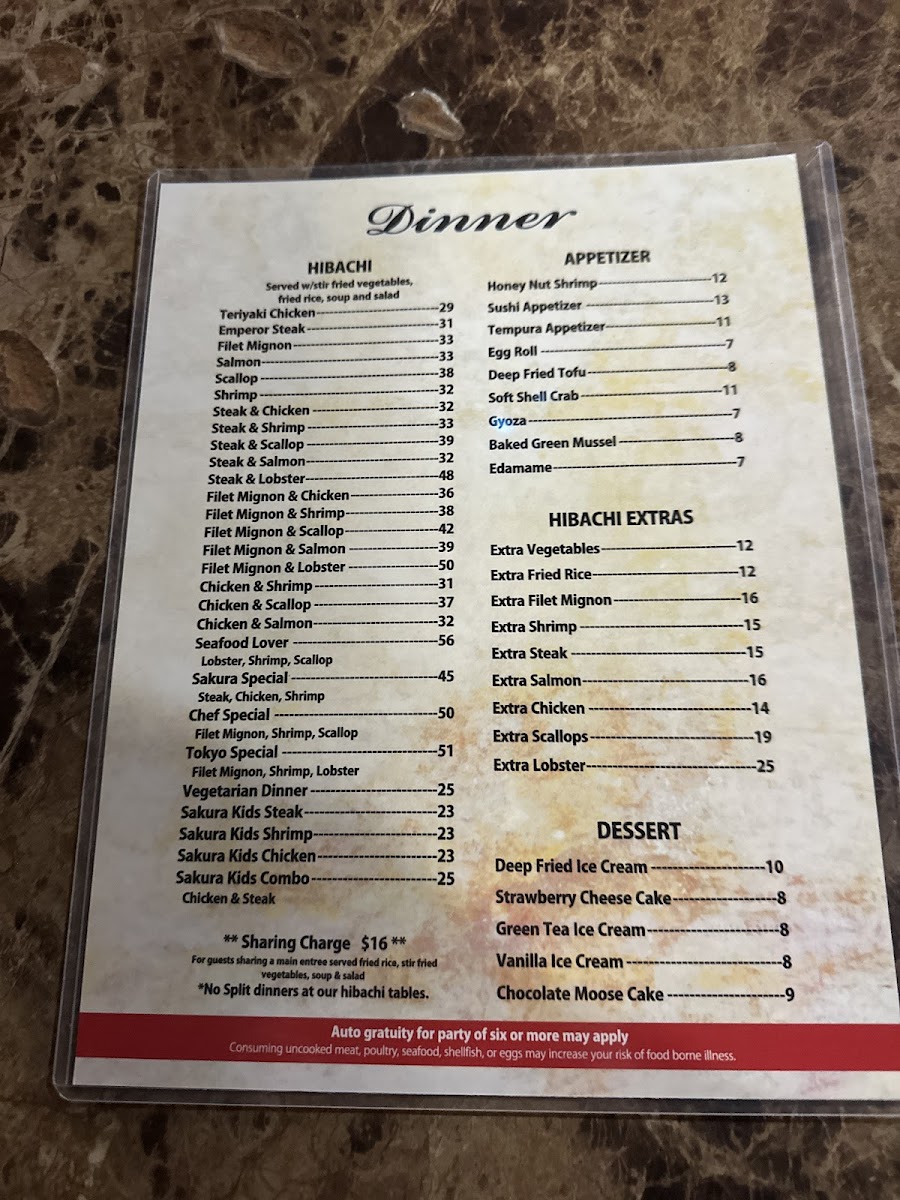 Dinner
HIBACHI
Served w/stir fried vegetables,
fried rice, soup and salad
Teriyaki Chicken 29
Emperor Steak 31
Filet Mignon 33
Salmon 33
Scallop 38
Shrimp 32
Steak & Chicken 32
Steak & Shrimp 33
Steak & Scallop 39
Steak & Salmon 32
Steak & Lobster 48
Filet Mignon & Chicken 36
Filet Mignon & Shrimp 38
Filet Mignon & Scallop 42
Filet Mignon & Salmon 39
Filet Mignon & Lobster 50
Chicken & Shrimp 31
Chicken & Scallop 37
Chicken & Salmon 32
Seafood Lover 56
Lobster, Shrimp, Scallop
Sakura Special 45
Steak, Chicken, Shrimp
Chef Special 50
Filet Mignon, Shrimp, Scallop
Tokyo Special 51
Filet Mignon, Shrimp, Lobster
Vegetarian Dinner 25
Sakura Kids Steak 23
Sakura Kids Shrimp 23
Sakura Kids Chicken 23
Sakura Kids Combo 25
Chicken & Steak
** Sharing Charge $16 **
For guests sharing a main entree served fried rice, stir fried
vegetables, soup & salad
*No Split dinners at our hibachi tables.
APPETIZER
Honey Nut Shrimp 12
Sushi Appetizer 13
Tempura Appetizer 11
Egg Roll 7
Deep Fried Tofu 8
Soft Shell Crab 11
Gyoza 7
Baked Green Mussel 8
Edamame 7
HIBACHI EXTRAS
Extra Vegetables 12
Extra Fried Rice 12
Extra Filet Mignon 16
Extra Shrimp 15
Extra Steak 15
Extra Salmon 16
Extra Chicken 14
Extra Scallops 19
Extra Lobster 25
DESSERT
Deep Fried Ice Cream 10
Strawberry Cheese Cake 8
Green Tea Ice Cream 8
Vanilla Ice Cream 8
Chocolate Moose Cake 9
Auto gratuity for party of six or more may apply
Consuming uncooked meat, poultry, seafood, shellfish, or eggs may increase your risk of food borne illness.